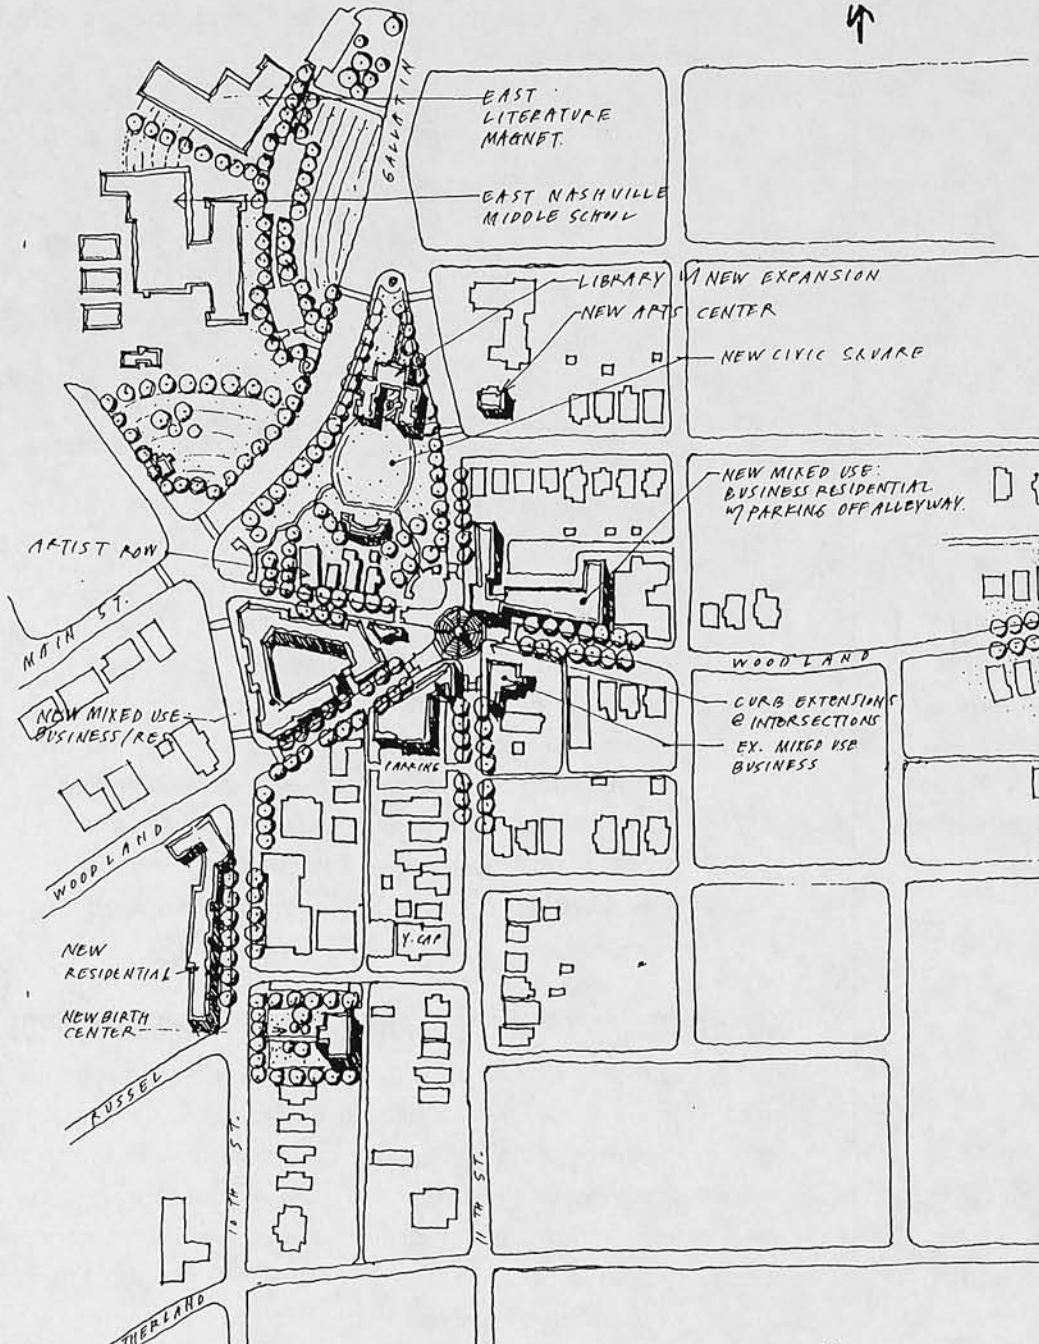 GALLATIN
EAST
LITERATURE
MAGNET.
EAST NASHVILLE
MIDDLE SCHOOL
LIBRARY W/ NEW EXPANSION
NEW ARTS CENTER
NEW CIVIC SQUARE
NEW MIXED USE:
BUSINESS RESIDENTIAL
W/ PARKING OFF ALLEYWAY.
ARTIST ROW
MAIN ST.
WOODLAND
NEW MIXED USE:
BUSINESS/RES.
CURB EXTENSIONS
@ INTERSECTIONS
EX. MIXED USE
BUSINESS
PARKING
WOODLAND
Y-CAP
NEW
RESIDENTIAL
NEW BIRTH
CENTER
RUSSEL
10TH ST.
11TH ST.
THERLAND